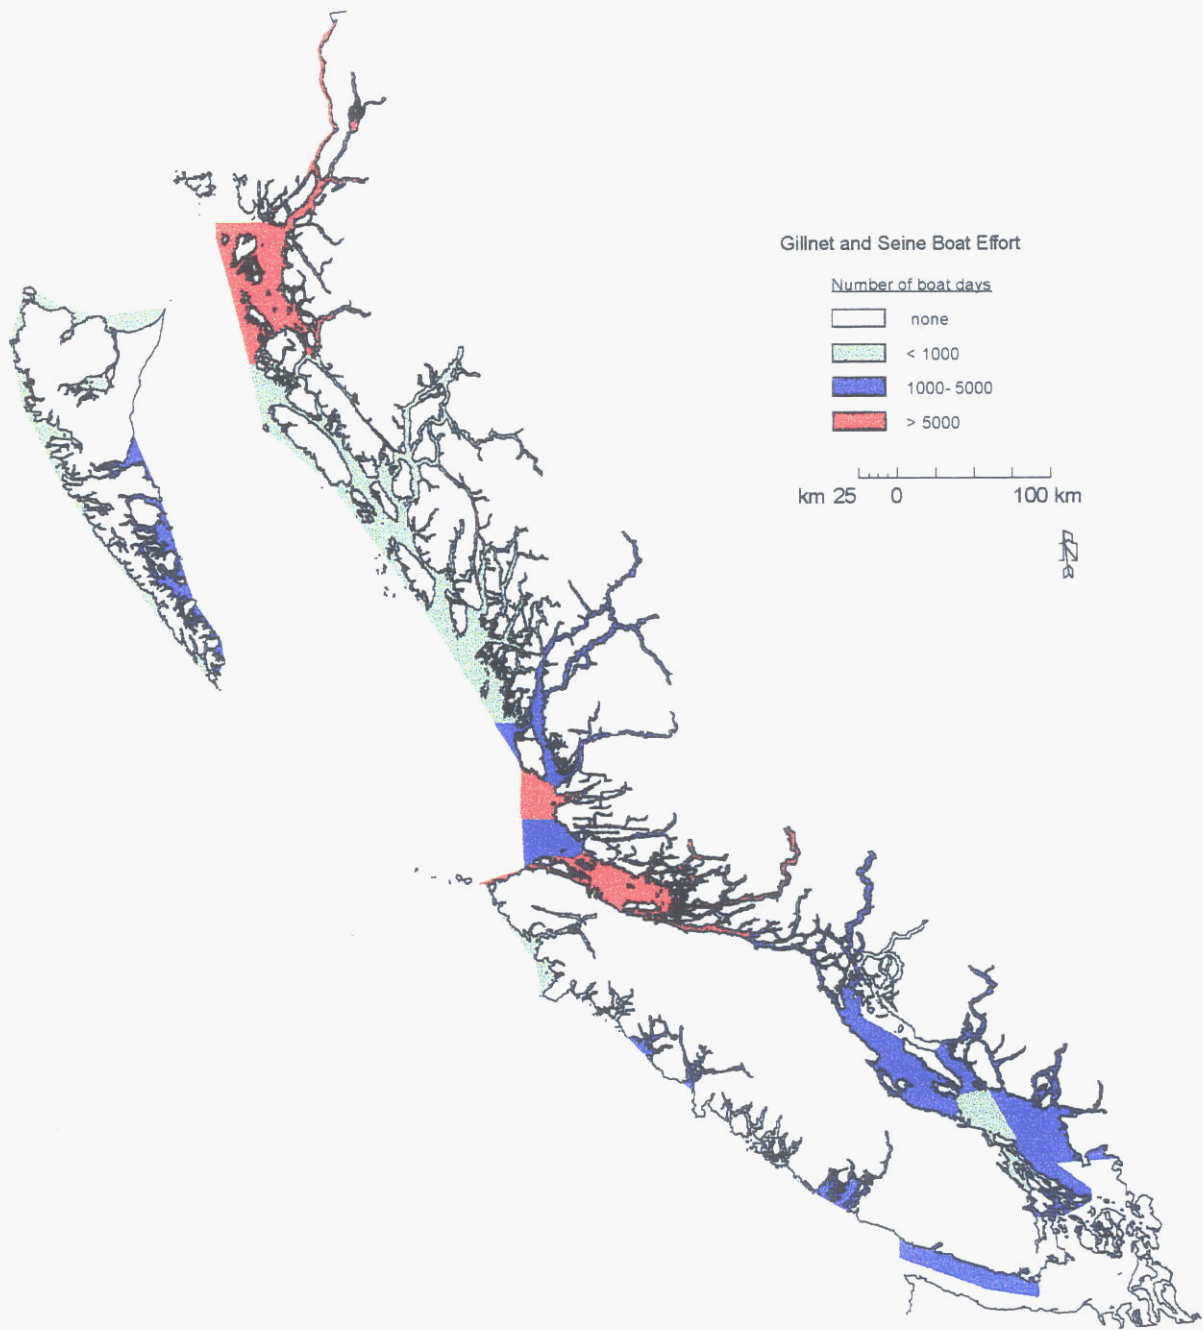 Gillnet and Seine Boat Effort
Number of boat days
none
< 1000
1000- 5000
> 5000
km 25 0 100 km
N